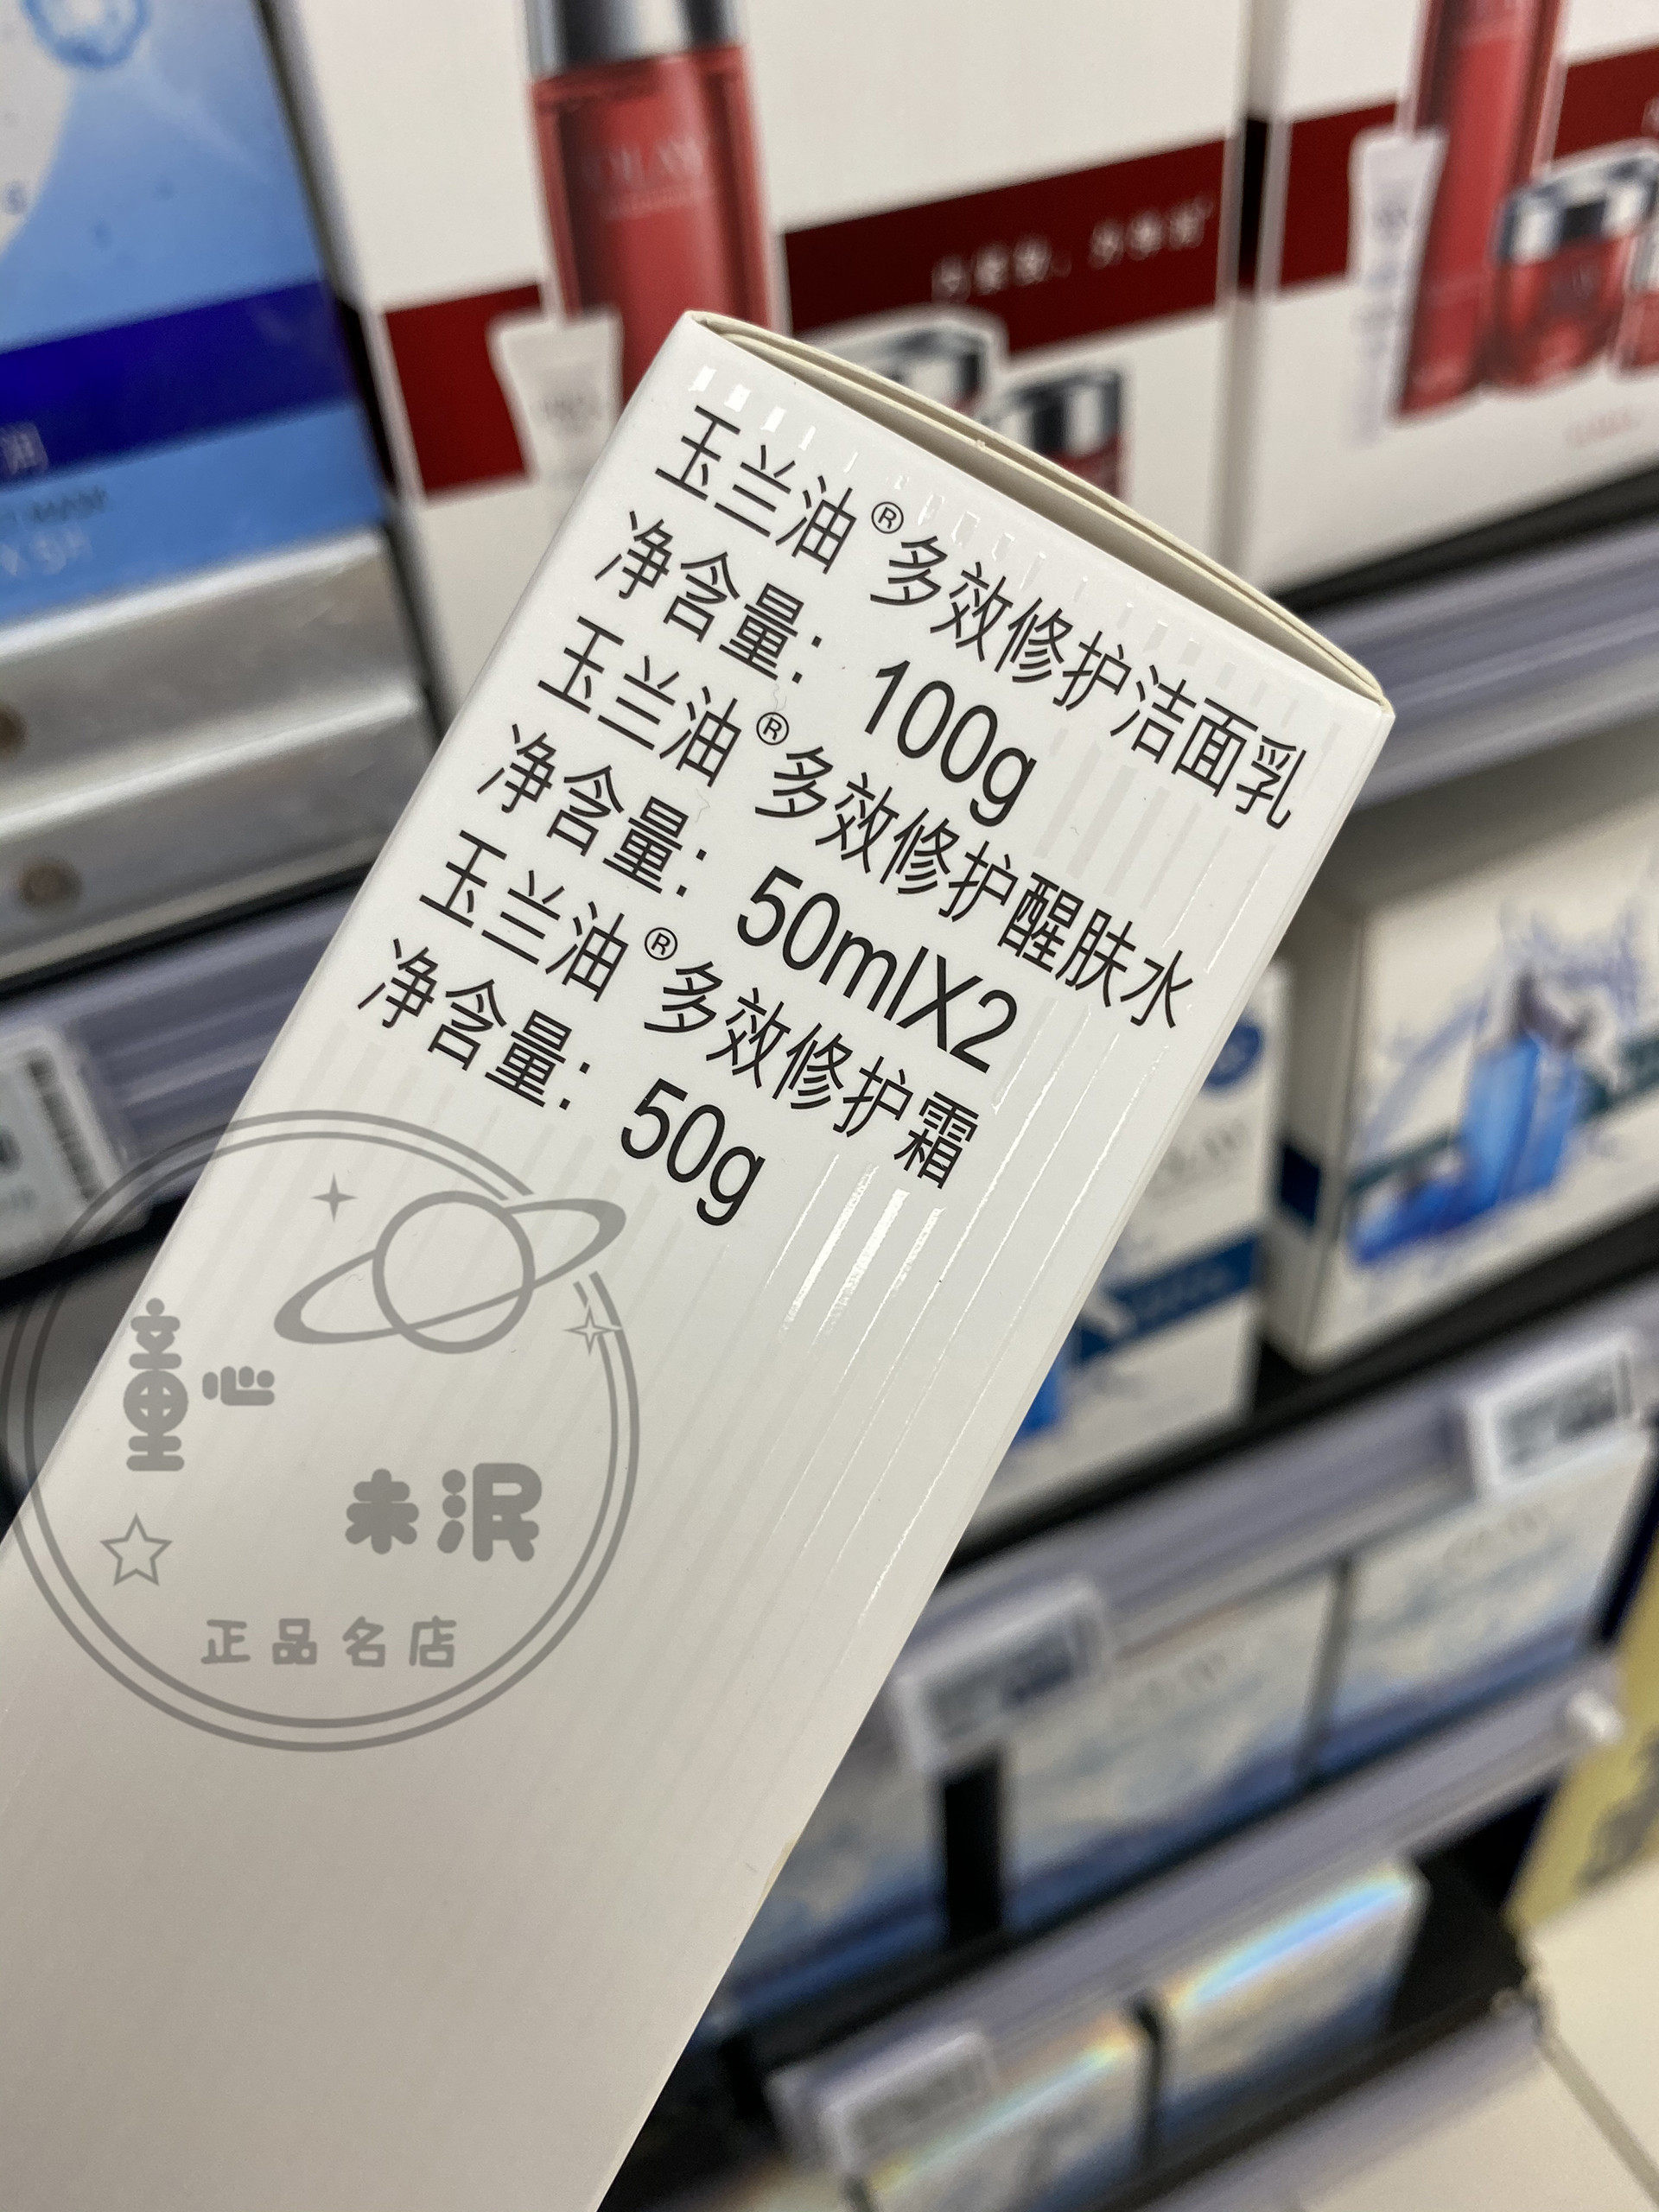 玉兰油®多效修护洁面乳
净含量: 100g
玉兰油®多效修护醒肤水
净含量: 50mlX2
玉兰油®多效修护霜
净含量: 50g
童心
未泯
正品名店
润